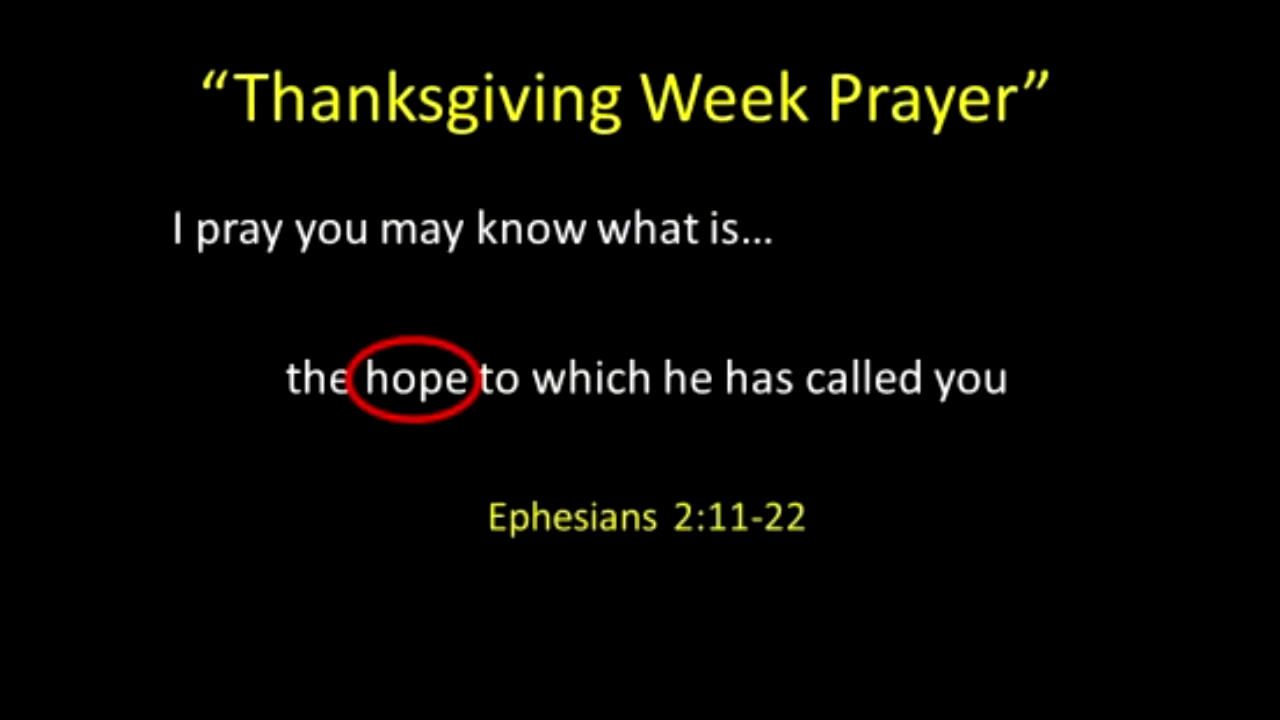 “Thanksgiving Week Prayer”
I pray you may know what is...
the hope to which he has called you
Ephesians 2:11-22